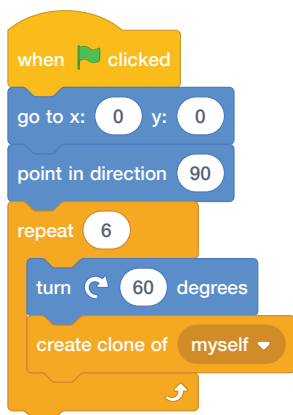 when clicked
go to x: 0 y: 0
point in direction 90
repeat 6
turn 60 degrees
create clone of myself